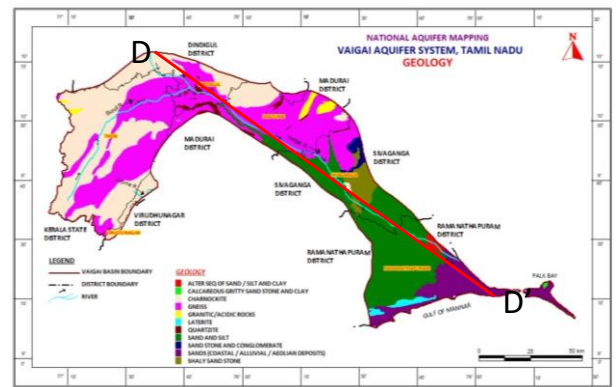 NATIONAL AQUIFER MAPPING
VAIGAI AQUIFER SYSTEM, TAMIL NADU
GEOLOGY
N
D
DINDIGUL
DISTRICT
MADURAI
DISTRICT
MADURAI
DISTRICT
SIVAGANGA
DISTRICT
SIVAGANGA
DISTRICT
VIRUDHUNAGAR
DISTRICT
KERALA STATE
DISTRICT
RAMANATHAPURAM
DISTRICT
RAMANATHAPURAM
DISTRICT
PALK BAY
D'
GULF OF MANNAR
LEGEND
VAIGAI BASIN BOUNDARY
DISTRICT BOUNDARY
RIVER
GEOLOGY
ALTER SEQ OF SAND / SILT AND CLAY
CALCAREOUS GRITTY SAND STONE AND CLAY
CHARNOCKITE
GNEISS
GRANITIC/ACIDIC ROCKS
LATERITE
QUARTZITE
SAND AND SILT
SAND STONE AND CONGLOMERATE
SANDS (COASTAL / ALLUVIAL / AEOLIAN DEPOSITS)
SHALY SAND STONE
0 25 50 km